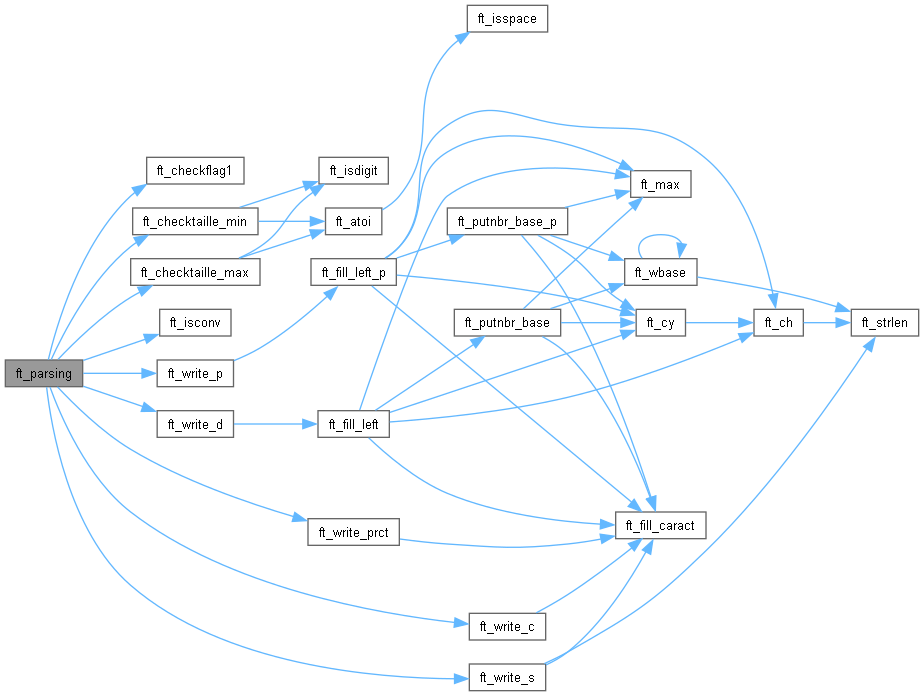 ft_isspace
ft_checkflag1
ft_isdigit
ft_max
ft_checktaille_min
ft_atoi
ft_putnbr_base_p
ft_checktaille_max
ft_fill_left_p
ft_wbase
ft_isconv
ft_putnbr_base
ft_cy
ft_ch
ft_strlen
ft_parsing
ft_write_p
ft_write_d
ft_fill_left
ft_write_prct
ft_fill_caract
ft_write_c
ft_write_s